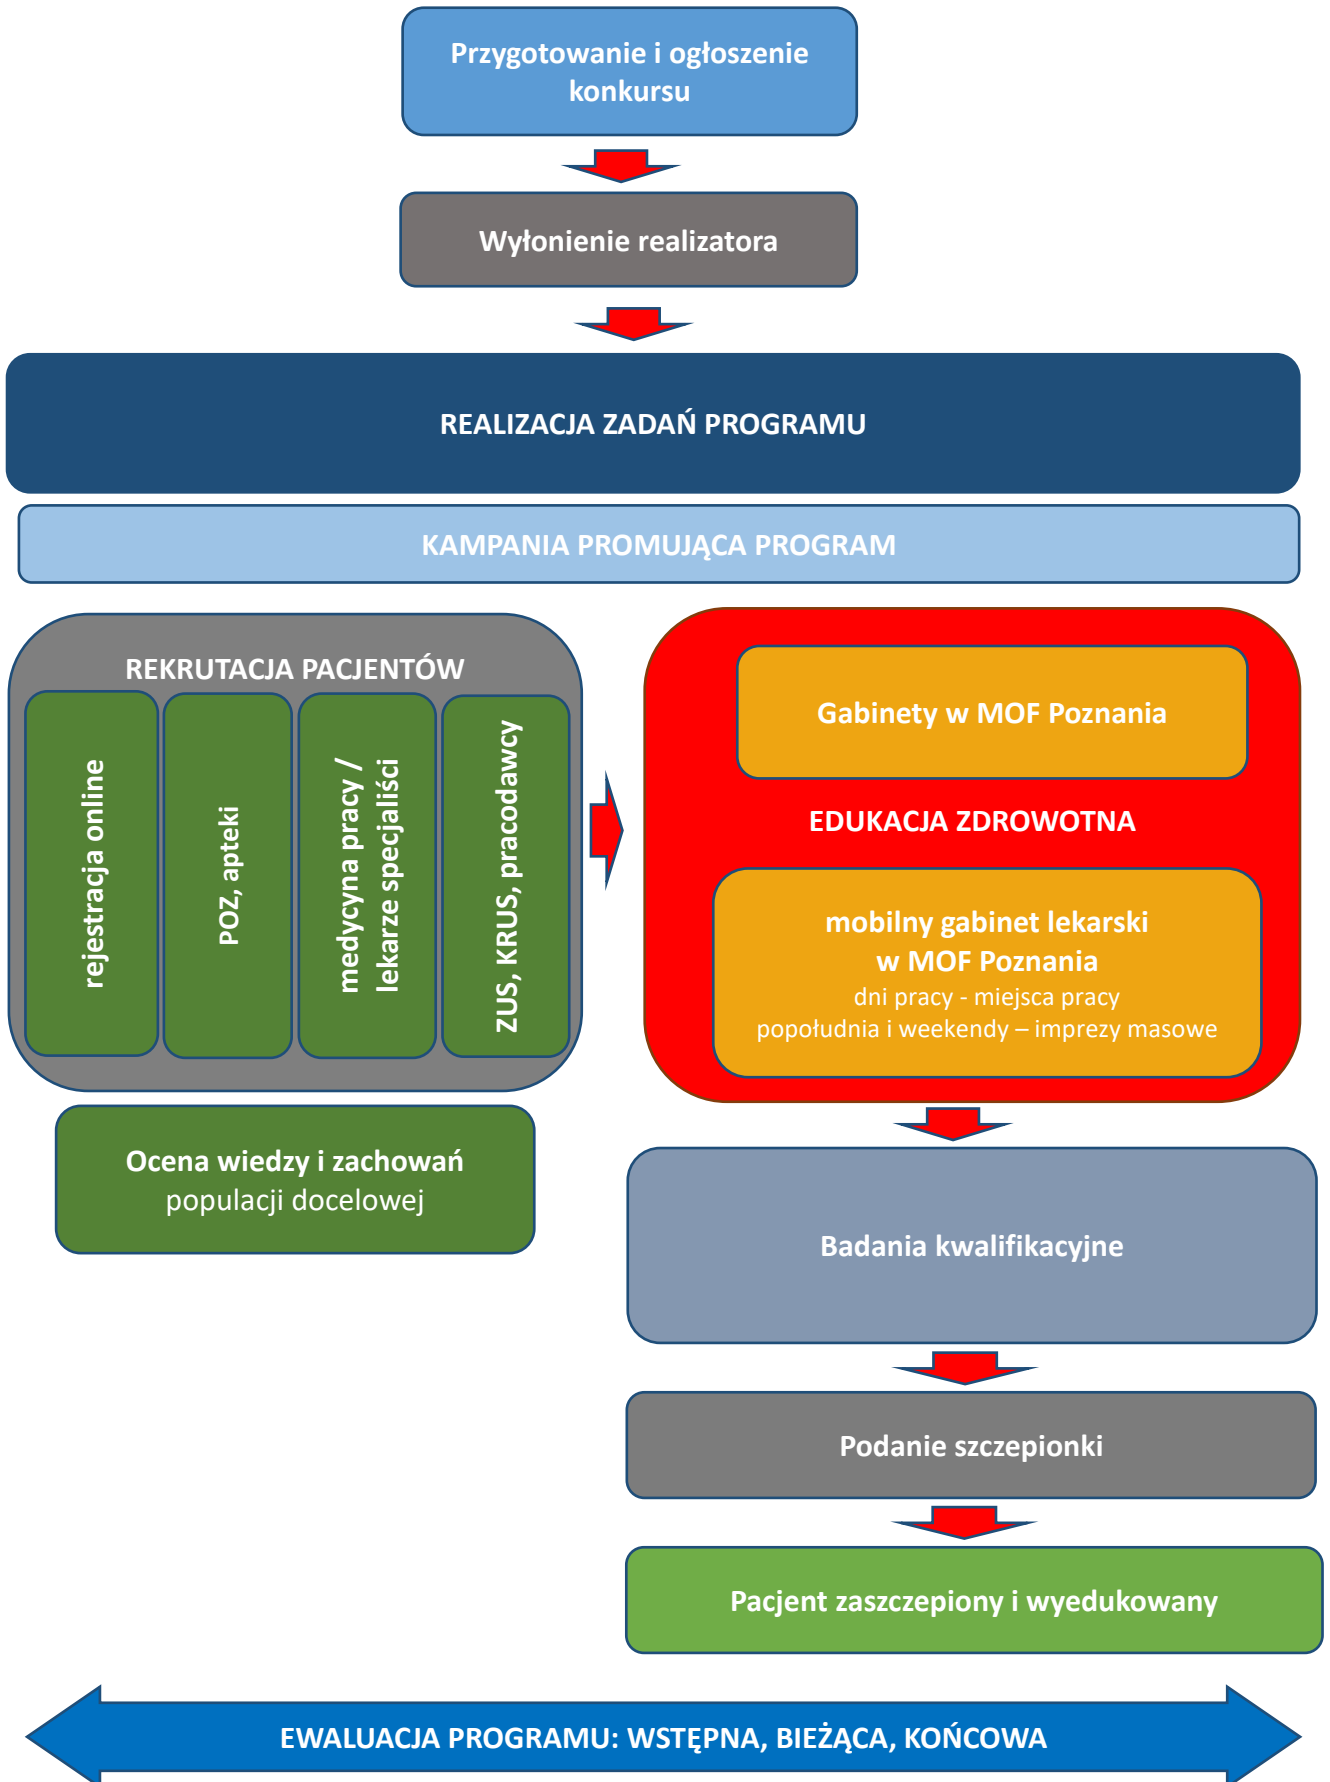 Przygotowanie i ogłoszenie
konkursu
Wyłonienie realizatora
REALIZACJA ZADAŃ PROGRAMU
KAMPANIA PROMUJĄCA PROGRAM
REKRUTACJA PACJENTÓW
rejestracja online
POZ, apteki
medycyna pracy /
lekarze specjaliści
ZUS, KRUS, pracodawcy
Ocena wiedzy i zachowań
populacji docelowej
Gabinety w MOF Poznania
EDUKACJA ZDROWOTNA
mobilny gabinet lekarski
w MOF Poznania
dni pracy - miejsca pracy
popołudnia i weekendy – imprezy masowe
Badania kwalifikacyjne
Podanie szczepionki
Pacjent zaszczepiony i wyedukowany
EWALUACJA PROGRAMU: WSTĘPNA, BIEŻĄCA, KOŃCOWA